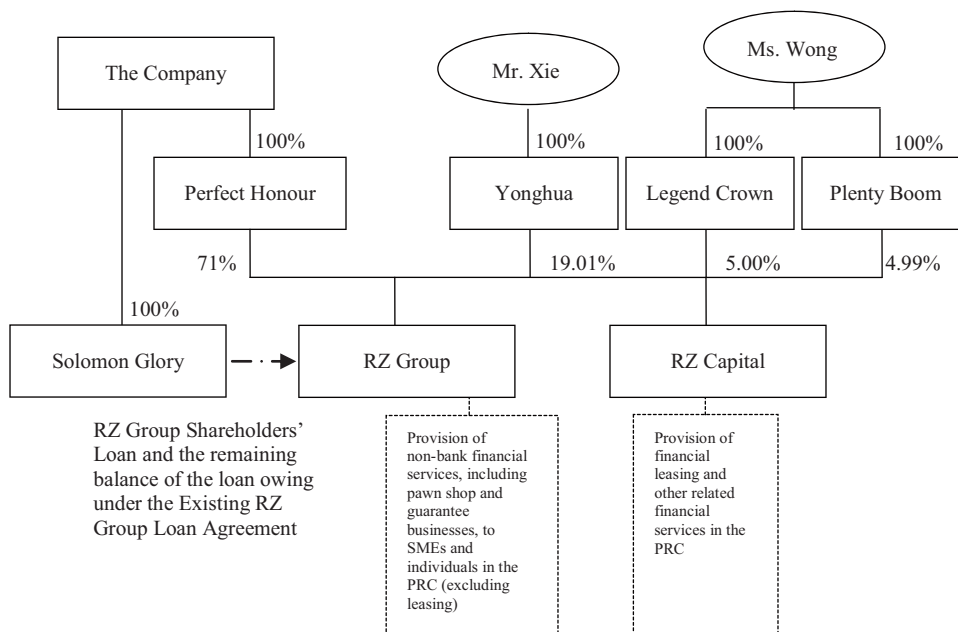 The Company
Mr. Xie
Ms. Wong
100%
100%
100%
100%
Perfect Honour
Yonghua
Legend Crown
Plenty Boom
71%
19.01%
5.00%
4.99%
100%
Solomon Glory
RZ Group
RZ Capital
RZ Group Shareholders'
Loan and the remaining
balance of the loan owing
under the Existing RZ
Group Loan Agreement
Provision of
non-bank financial
services, including
pawn shop and
guarantee
businesses, to
SMEs and
individuals in the
PRC (excluding
leasing)
Provision of
financial
leasing and
other related
financial
services in the
PRC